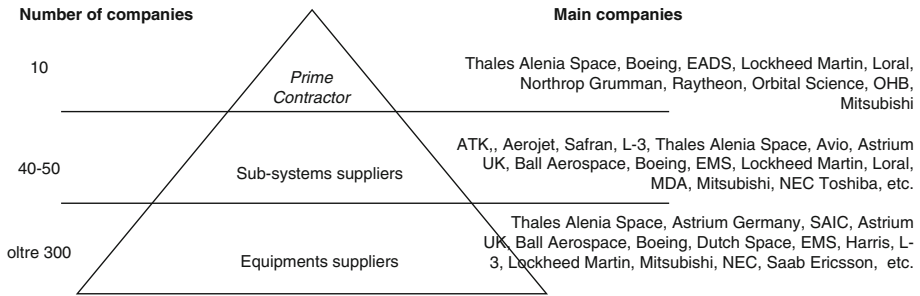 Number of companies
Main companies
10
Prime
Contractor
Thales Alenia Space, Boeing, EADS, Lockheed Martin, Loral,
Northrop Grumman, Raytheon, Orbital Science, OHB,
Mitsubishi
40-50
Sub-systems suppliers
ATK,, Aerojet, Safran, L-3, Thales Alenia Space, Avio, Astrium
UK, Ball Aerospace, Boeing, EMS, Lockheed Martin, Loral,
MDA, Mitsubishi, NEC Toshiba, etc.
oltre 300
Equipments suppliers
Thales Alenia Space, Astrium Germany, SAIC, Astrium
UK, Ball Aerospace, Boeing, Dutch Space, EMS, Harris, L-
3, Lockheed Martin, Mitsubishi, NEC, Saab Ericsson, etc.